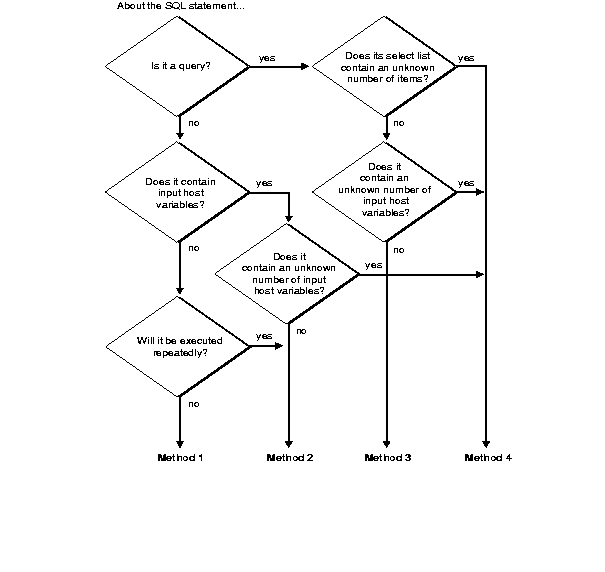 About the SQL statement...
Is it a query?
yes
no
Does its select list
contain an unknown
number of items?
yes
no
Does it contain
input host
variables?
yes
no
Does it
contain an
unknown number of
input host
variables?
yes
no
Does it
contain an unknown
number of input
host variables?
yes
no
Will it be executed
repeatedly?
yes
no
Method 1
Method 2
Method 3
Method 4